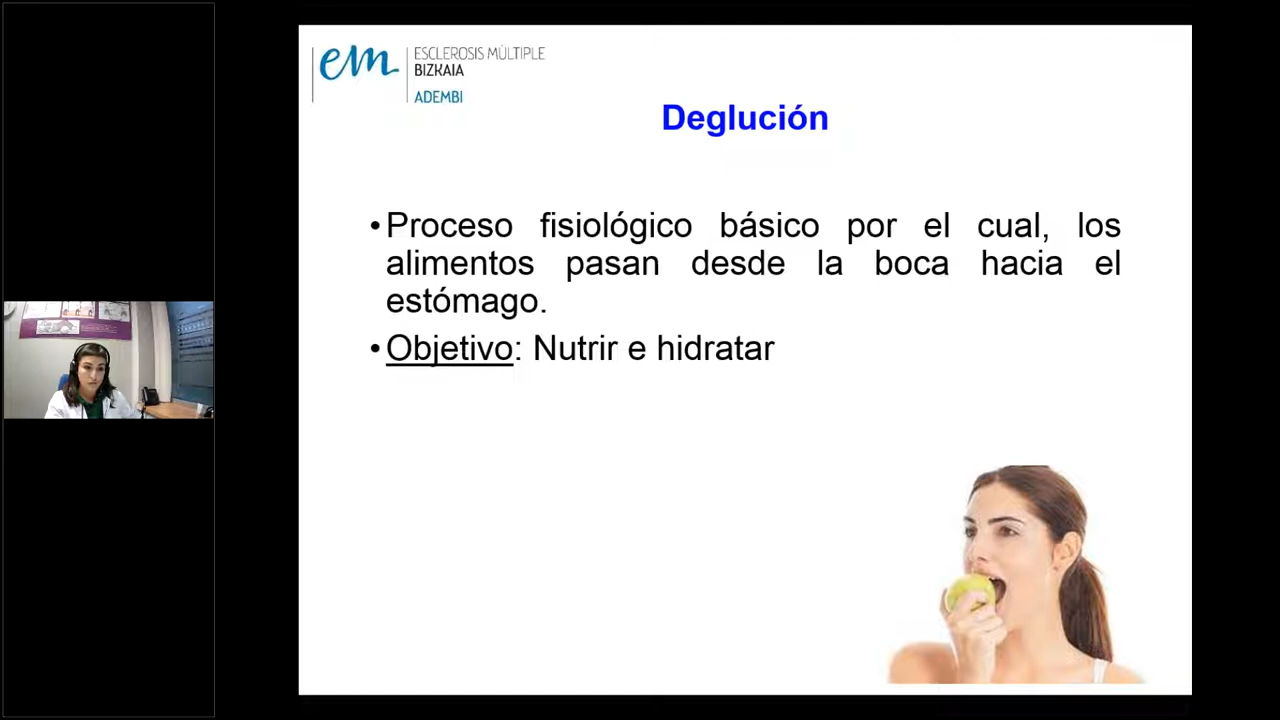 em
ESCLEROSIS MÚLTIPLE
BIZKAIA
ADEMBI
Deglución
•Proceso fisiológico básico por el cual, los
alimentos pasan desde la boca hacia el
estómago.
•Objetivo: Nutrir e hidratar